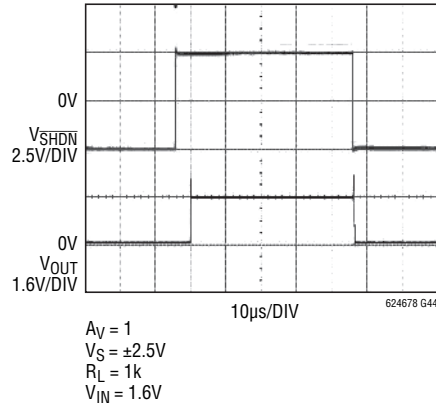 0V
V_SHDN
2.5V/DIV
0V
V_OUT
1.6V/DIV
10µs/DIV
624678 G44
A_V = 1
V_S = ±2.5V
R_L = 1k
V_IN = 1.6V